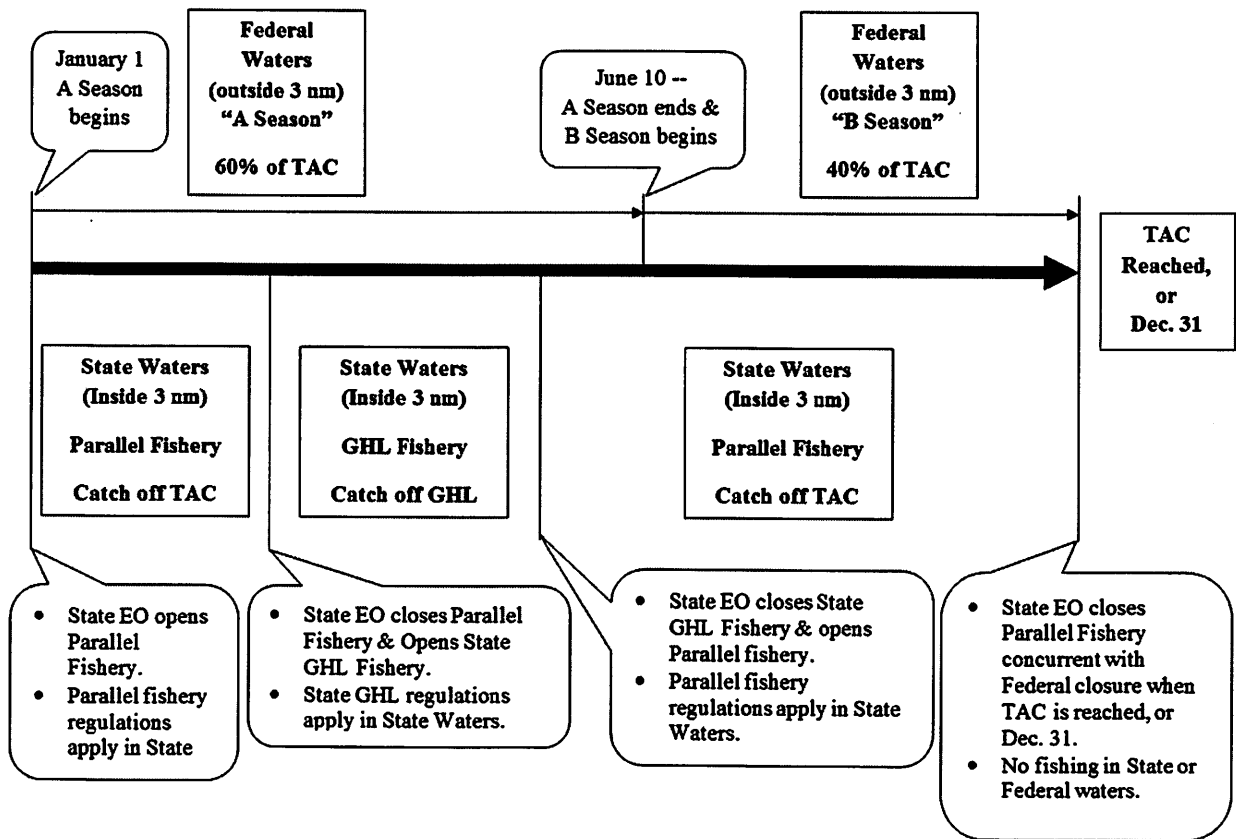 January 1
A Season
begins
Federal
Waters
(outside 3 nm)
“A Season”
60% of TAC
June 10 --
A Season ends &
B Season begins
Federal
Waters
(outside 3 nm)
“B Season”
40% of TAC
TAC
Reached,
or
Dec. 31
State Waters
(Inside 3 nm)
Parallel Fishery
Catch off TAC
State Waters
(Inside 3 nm)
GHL Fishery
Catch off GHL
State Waters
(Inside 3 nm)
Parallel Fishery
Catch off TAC
• State EO opens
Parallel
Fishery.
• Parallel fishery
regulations
apply in State
• State EO closes Parallel
Fishery & Opens State
GHL Fishery.
• State GHL regulations
apply in State Waters.
• State EO closes State
GHL Fishery & opens
Parallel fishery.
• Parallel fishery
regulations apply in State
Waters.
• State EO closes
Parallel Fishery
concurrent with
Federal closure when
TAC is reached, or
Dec. 31.
• No fishing in State or
Federal waters.